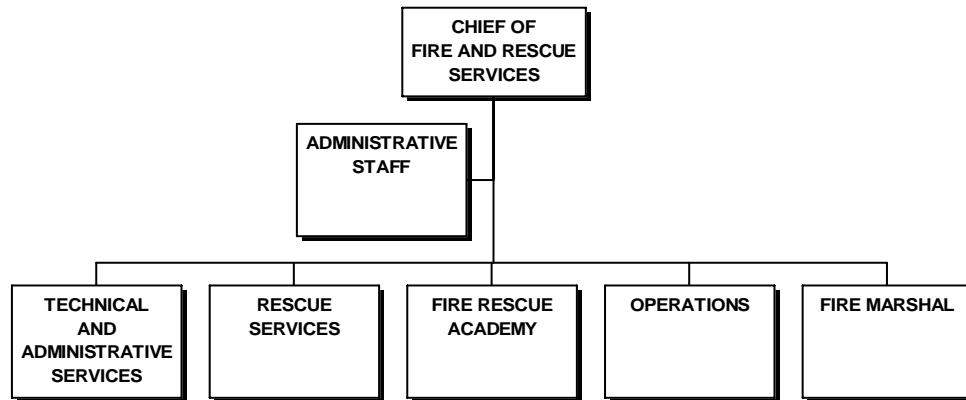 CHIEF OF
FIRE AND RESCUE
SERVICES
ADMINISTRATIVE
STAFF
TECHNICAL
AND
ADMINISTRATIVE
SERVICES
RESCUE
SERVICES
FIRE RESCUE
ACADEMY
OPERATIONS
FIRE MARSHAL